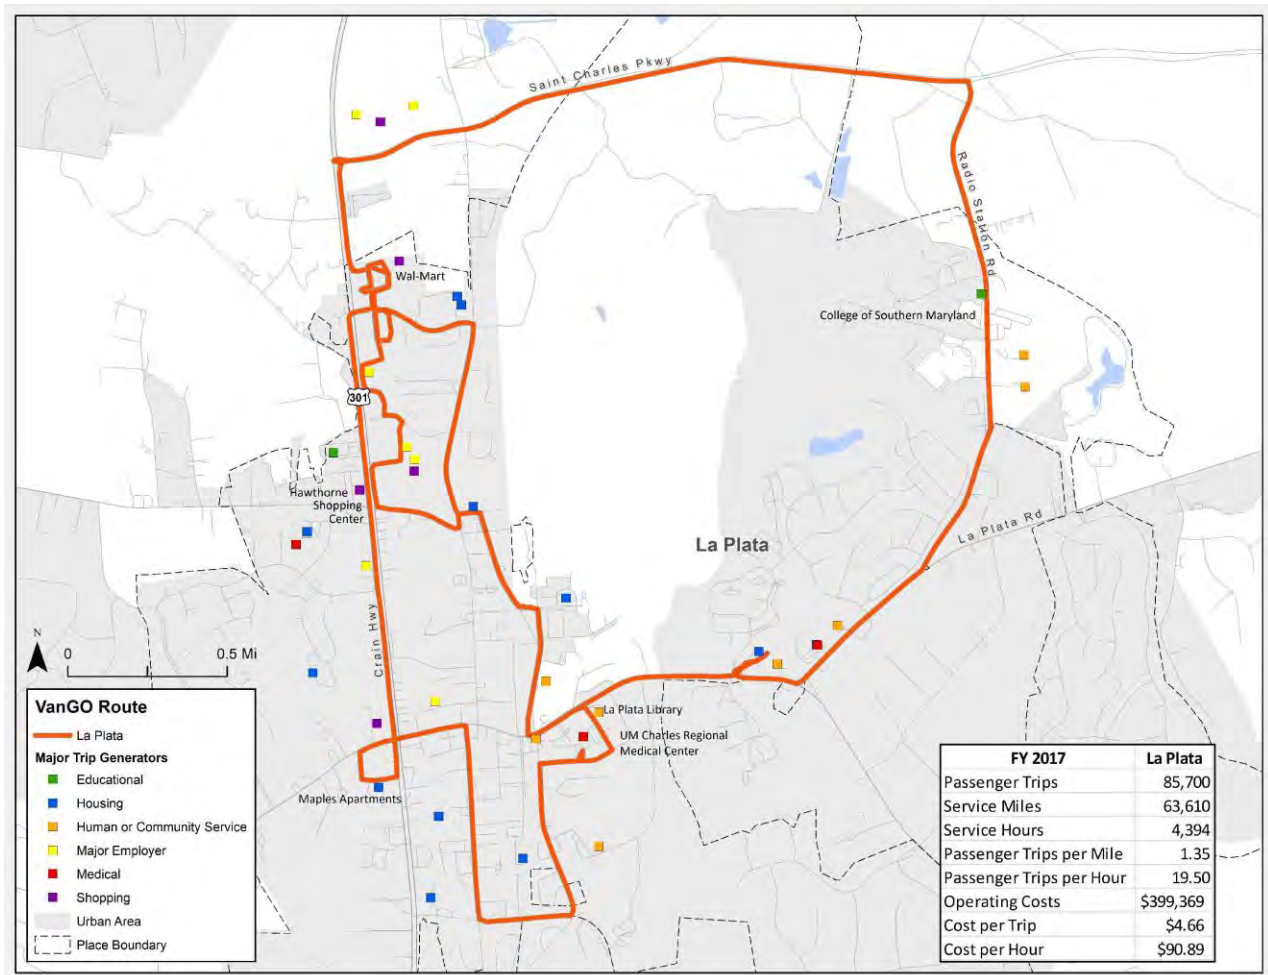 Saint Charles Pkwy
Radio Station Rd
Wal-Mart
College of Southern Maryland
301
Hawthorne
Shopping
Center
La Plata
La Plata Rd
Crain Hwy
N
0 0.5 Mi
La Plata Library
UM Charles Regional
Medical Center
Maples Apartments
VanGO Route
La Plata
Major Trip Generators
Educational
Housing
Human or Community Service
Major Employer
Medical
Shopping
Urban Area
Place Boundary
FY 2017 La Plata
Passenger Trips 85,700
Service Miles 63,610
Service Hours 4,394
Passenger Trips per Mile 1.35
Passenger Trips per Hour 19.50
Operating Costs $399,369
Cost per Trip $4.66
Cost per Hour $90.89